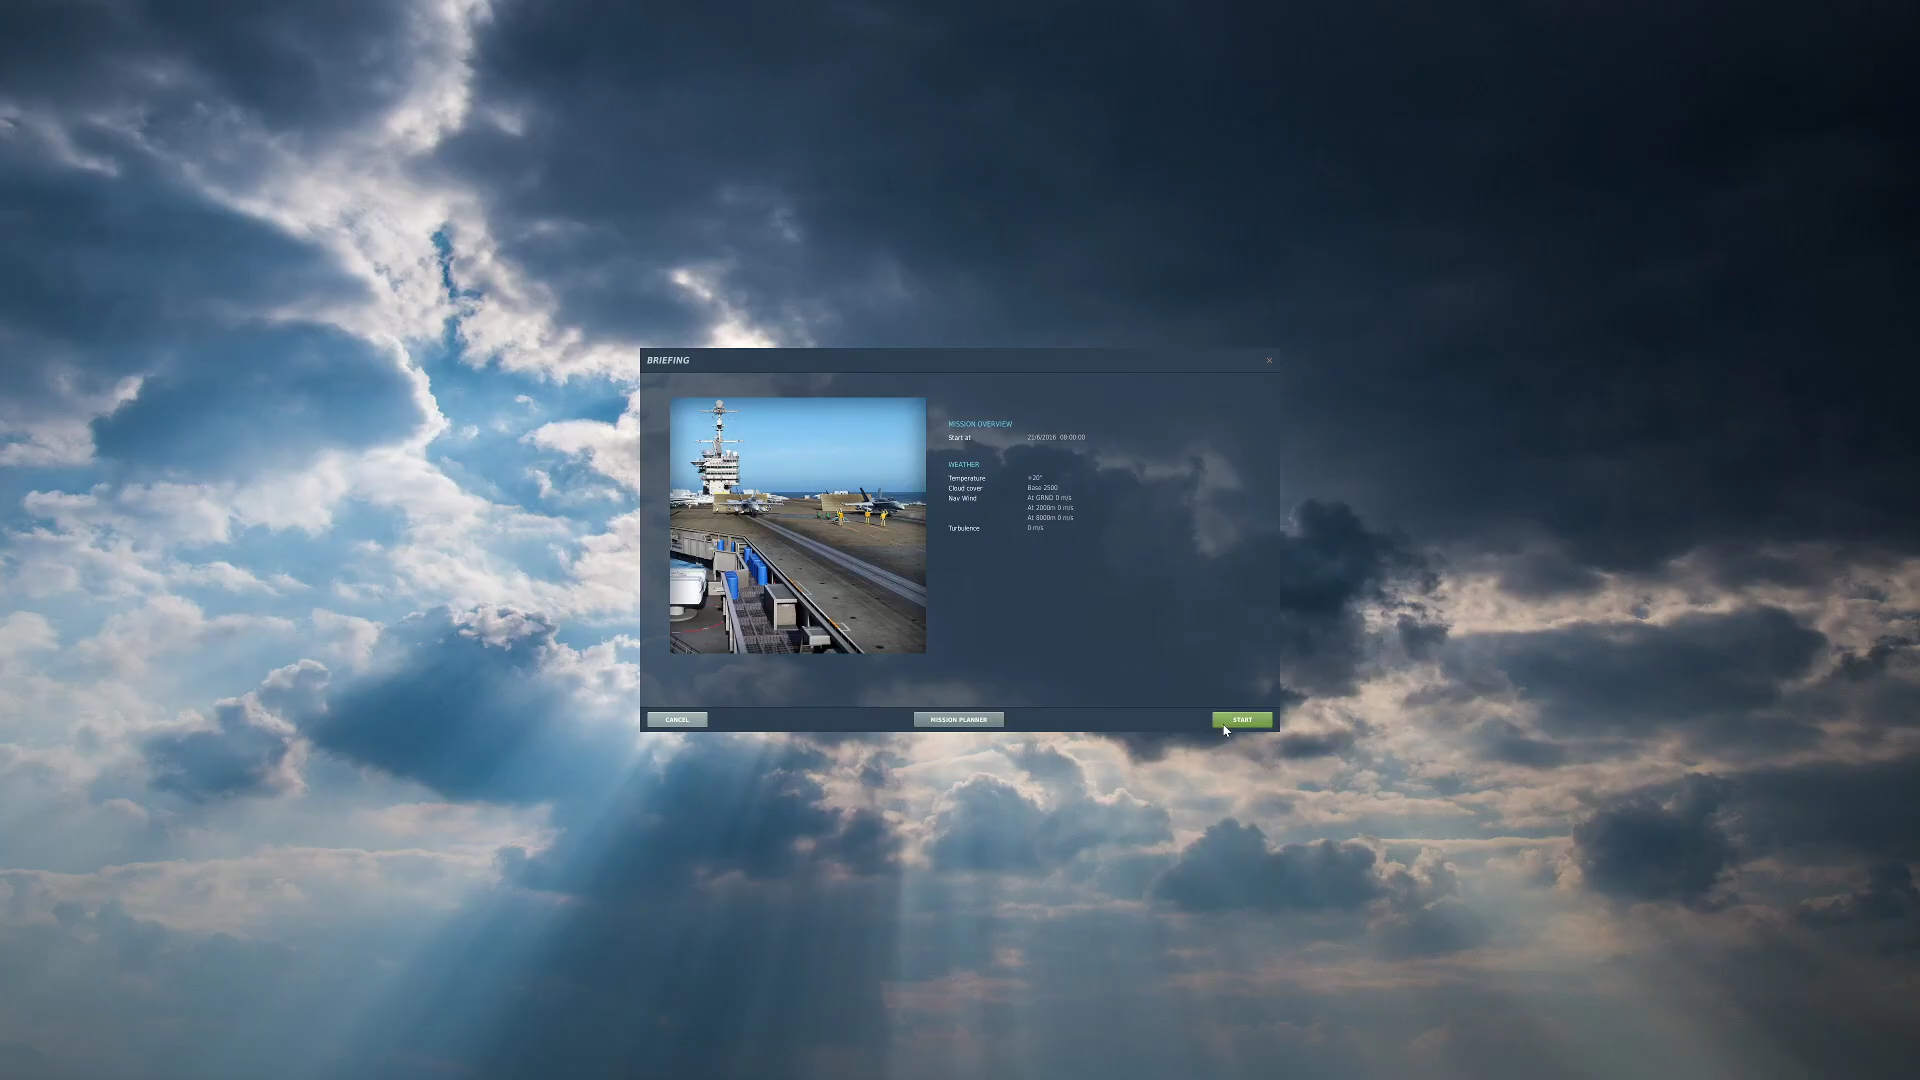 BRIEFING
MISSION OVERVIEW
Start at 21/6/2016 08:00:00
WEATHER
Temperature +20°
Cloud cover Base 2500
Nav Wind At GRND 0 m/s
At 2000m 0 m/s
At 8000m 0 m/s
Turbulence 0 m/s
CANCEL
MISSION PLANNER
START